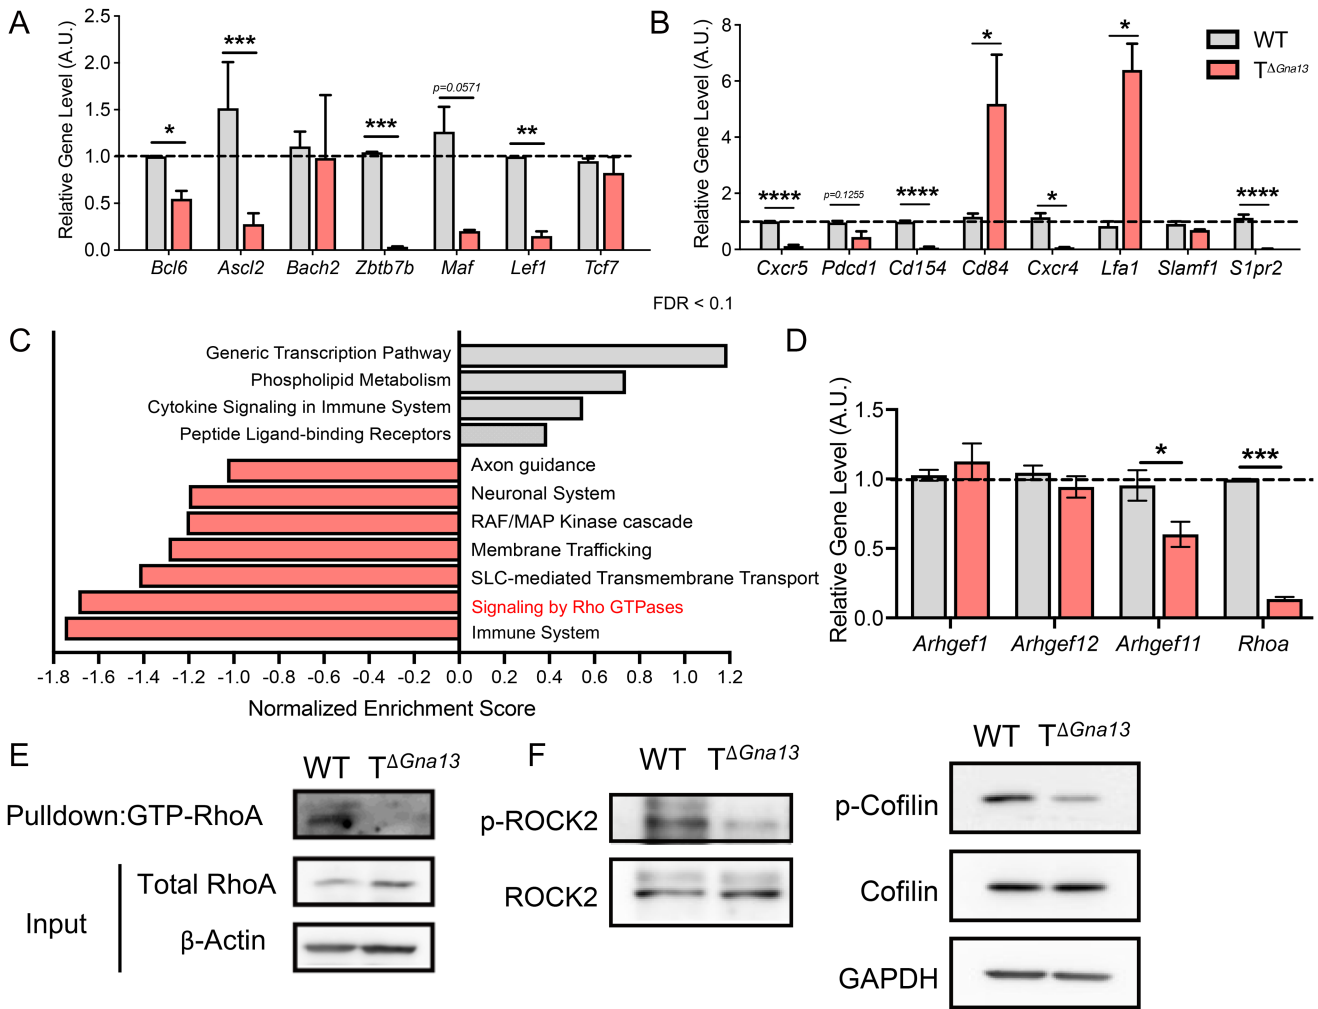 A
Relative Gene Level (A.U.)
2.5
2.0
1.5
1.0
0.5
0.0
*
***
***
p=0.0571
**
Bcl6 Ascl2 Bach2 Zbtb7b Maf Lef1 Tcf7
B
Relative Gene Level (A.U.)
8
6
4
2
0
****
p=0.1255
****
*
*
*
****
Cxcr5 Pdcd1 Cd154 Cd84 Cxcr4 Lfa1 Slamf1 S1pr2
WT
TΔGna13
FDR < 0.1
C
Generic Transcription Pathway
Phospholipid Metabolism
Cytokine Signaling in Immune System
Peptide Ligand-binding Receptors
Axon guidance
Neuronal System
RAF/MAP Kinase cascade
Membrane Trafficking
SLC-mediated Transmembrane Transport
Signaling by Rho GTPases
Immune System
-1.8 -1.6 -1.4 -1.2 -1.0 -0.8 -0.6 -0.4 -0.2 0.0 0.2 0.4 0.6 0.8 1.0 1.2
Normalized Enrichment Score
D
Relative Gene Level (A.U.)
1.5
1.0
0.5
0.0
*
***
Arhgef1 Arhgef12 Arhgef11 Rhoa
E
WT TΔGna13
Pulldown:GTP-RhoA
Input
Total RhoA
β-Actin
F
WT TΔGna13
p-ROCK2
ROCK2
WT TΔGna13
p-Cofilin
Cofilin
GAPDH